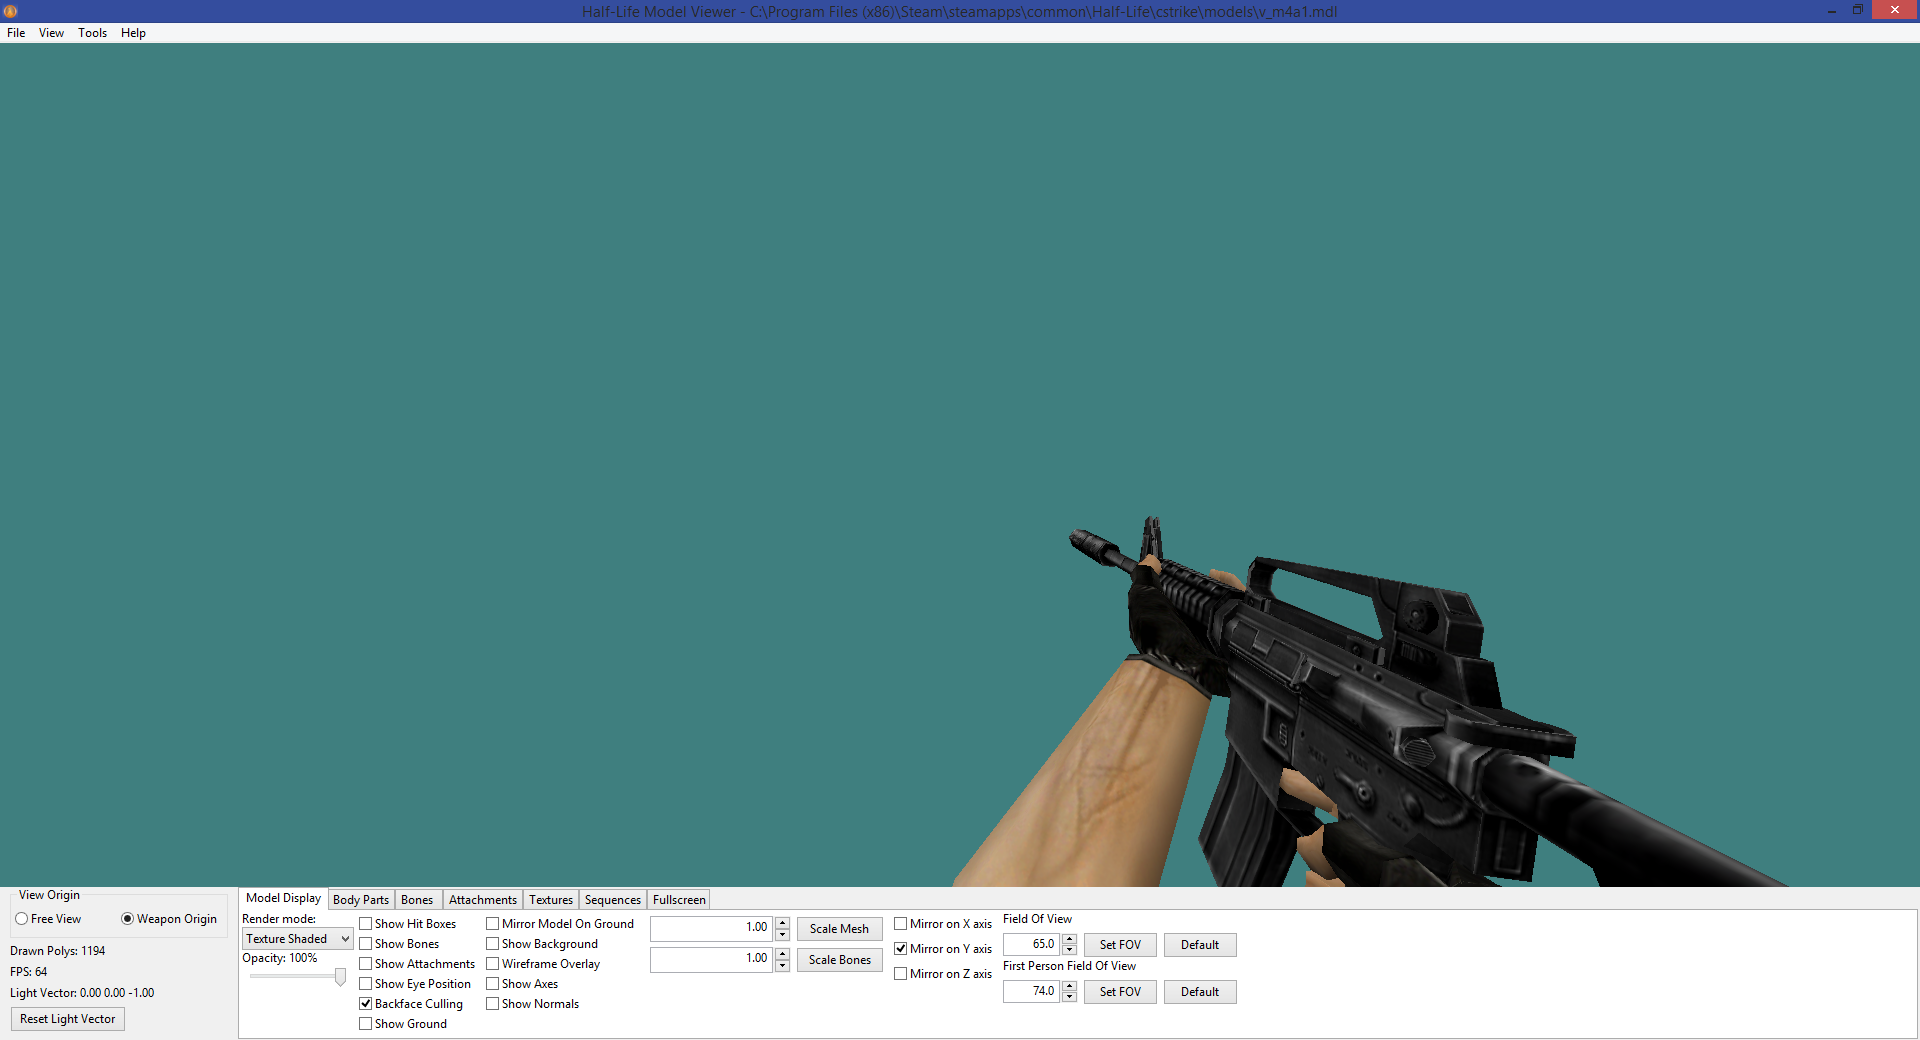 Half-Life Model Viewer - C:\Program Files (x86)\Steam\steamapps\common\Half-Life\cstrike\models\v_m4a1.mdl
File View Tools Help
View Origin
Free View Weapon Origin
Drawn Polys: 1194
FPS: 64
Light Vector: 0.00 0.00 -1.00
Reset Light Vector
Model Display Body Parts Bones Attachments Textures Sequences Fullscreen
Render mode:
Texture Shaded
Opacity: 100%
Show Hit Boxes
Show Bones
Show Attachments
Show Eye Position
Backface Culling
Show Ground
Mirror Model On Ground
Show Background
Wireframe Overlay
Show Axes
Show Normals
1.00 Scale Mesh
1.00 Scale Bones
Mirror on X axis
Mirror on Y axis
Mirror on Z axis
Field Of View
65.0 Set FOV Default
First Person Field Of View
74.0 Set FOV Default